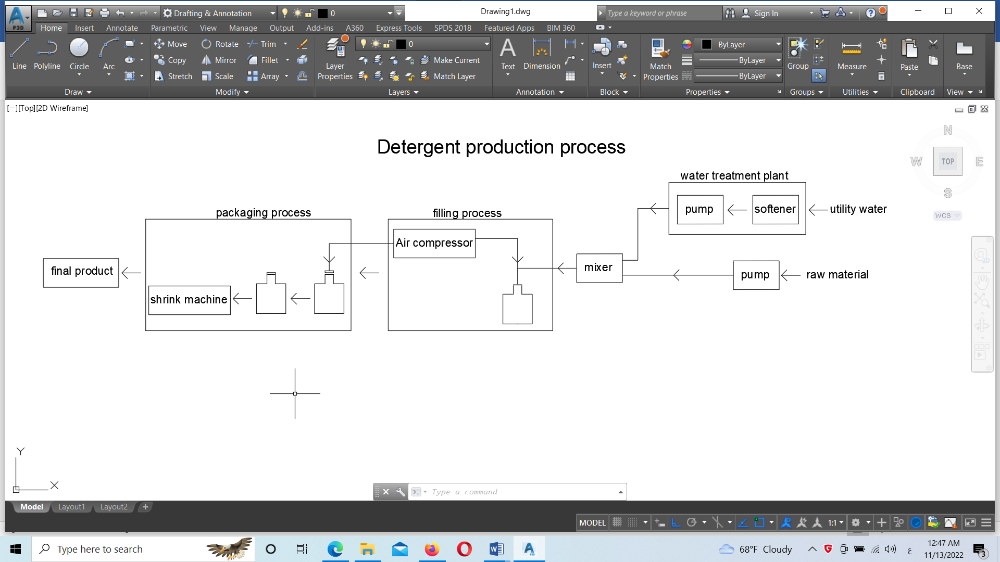 Drafting & Annotation
0
Drawing1.dwg
Type a keyword or phrase
Sign In
P3D
Home Insert Annotate Parametric View Manage Output Add-ins A360 Express Tools SPDS 2018 Featured Apps BIM 360
Line Polyline Circle Arc
Move Rotate Trim
Copy Mirror Fillet
Stretch Scale Array
Layer Properties
0
Make Current
Match Layer
Text Dimension
Insert
Match Properties
ByLayer
ByLayer
ByLayer
Group
Measure
Paste
Base
Draw Modify Layers Annotation Block Properties Groups Utilities Clipboard View
[−][Top][2D Wireframe]
N
W TOP E
S
WCS
2D
Detergent production process
water treatment plant
pump softener utility water
packaging process
filling process
Air compressor
final product
mixer
pump raw material
shrink machine
Y
X
Type a command
Model Layout1 Layout2 +
MODEL 1:1
Type here to search
68°F Cloudy
ع
12:47 AM
11/13/2022
3